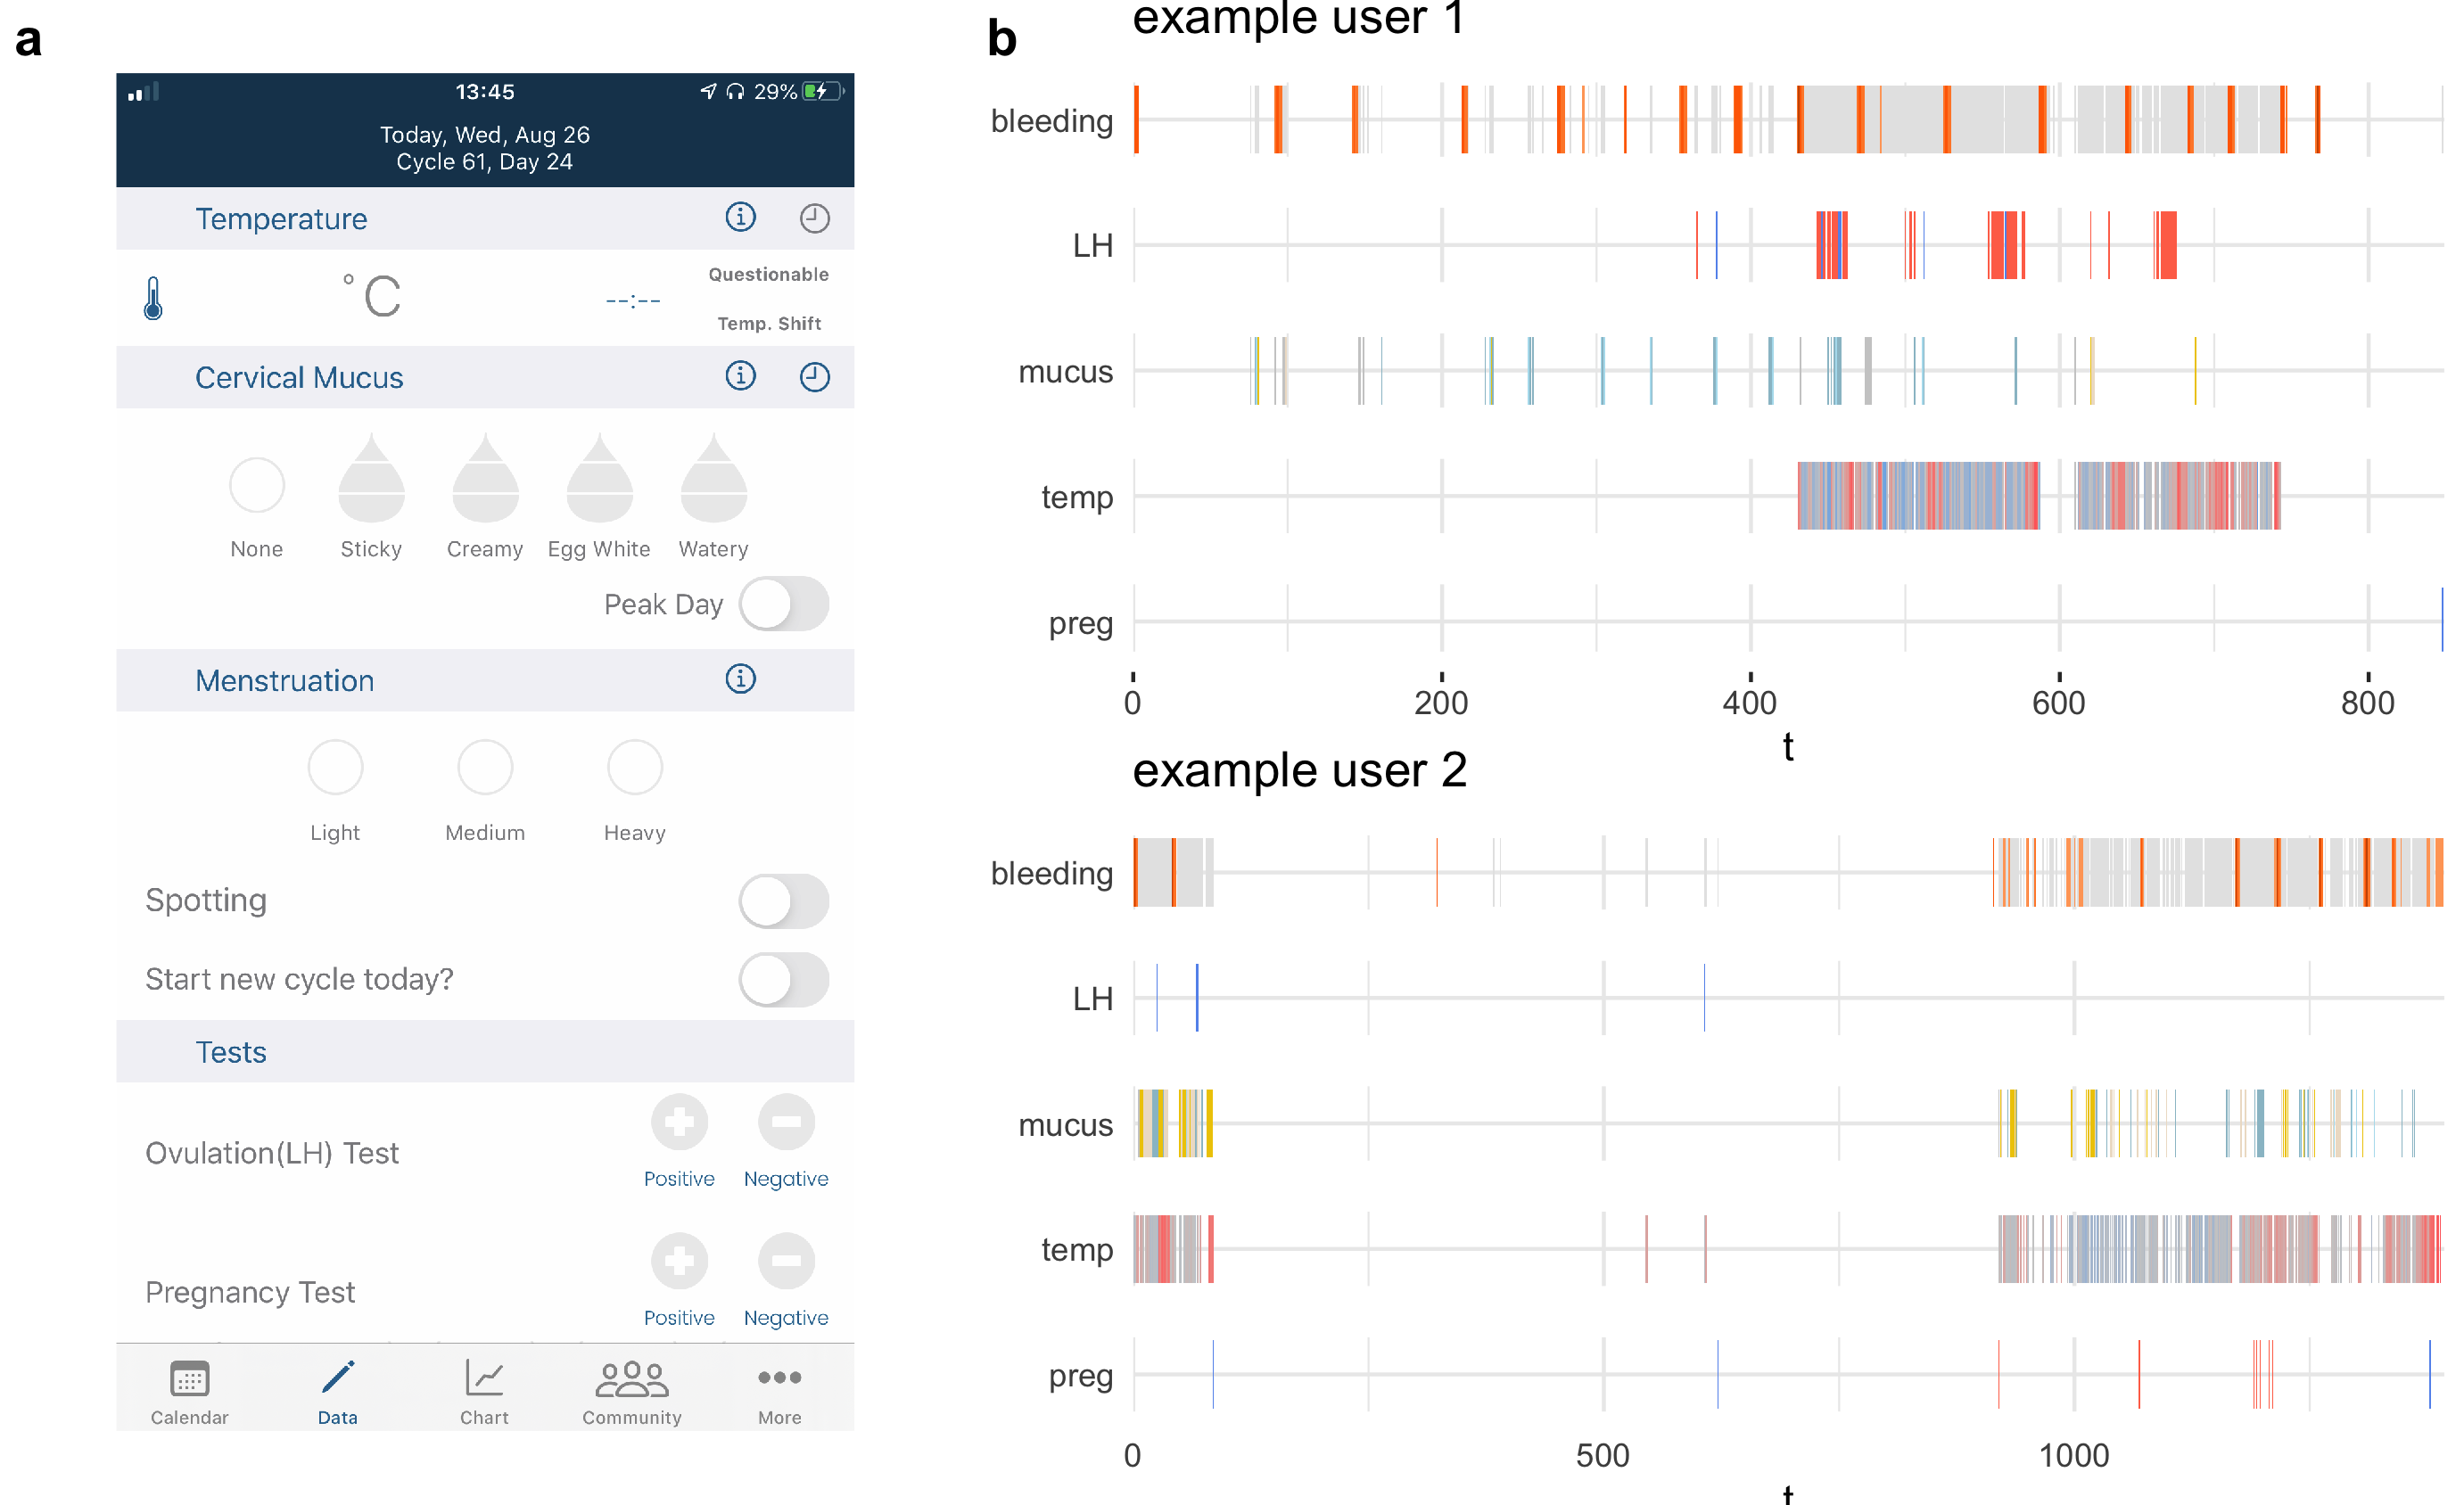 a
13:45
29%
Today, Wed, Aug 26
Cycle 61, Day 24
Temperature
°C
--:--
Questionable
Temp. Shift
Cervical Mucus
None Sticky Creamy Egg White Watery
Peak Day
Menstruation
Light Medium Heavy
Spotting
Start new cycle today?
Tests
Ovulation(LH) Test
Positive Negative
Pregnancy Test
Positive Negative
Calendar Data Chart Community More
b
example user 1
bleeding
LH
mucus
temp
preg
0 200 400 600 800
t
example user 2
bleeding
LH
mucus
temp
preg
0 500 1000
t